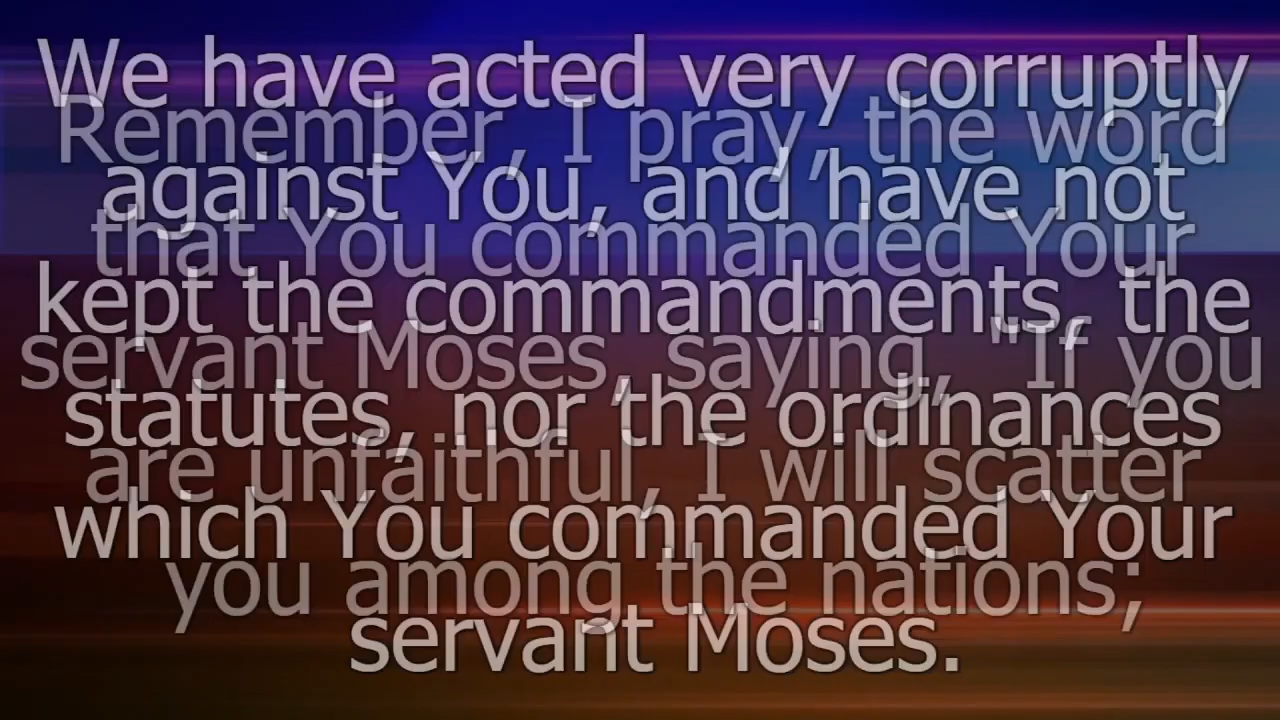 We have acted very corruptly
against You, and have not
kept the commandments, the
statutes, nor the ordinances
which You commanded Your
servant Moses.
Remember, I pray, the word
that You commanded Your
servant Moses, saying, "If you
are unfaithful, I will scatter
you among the nations;